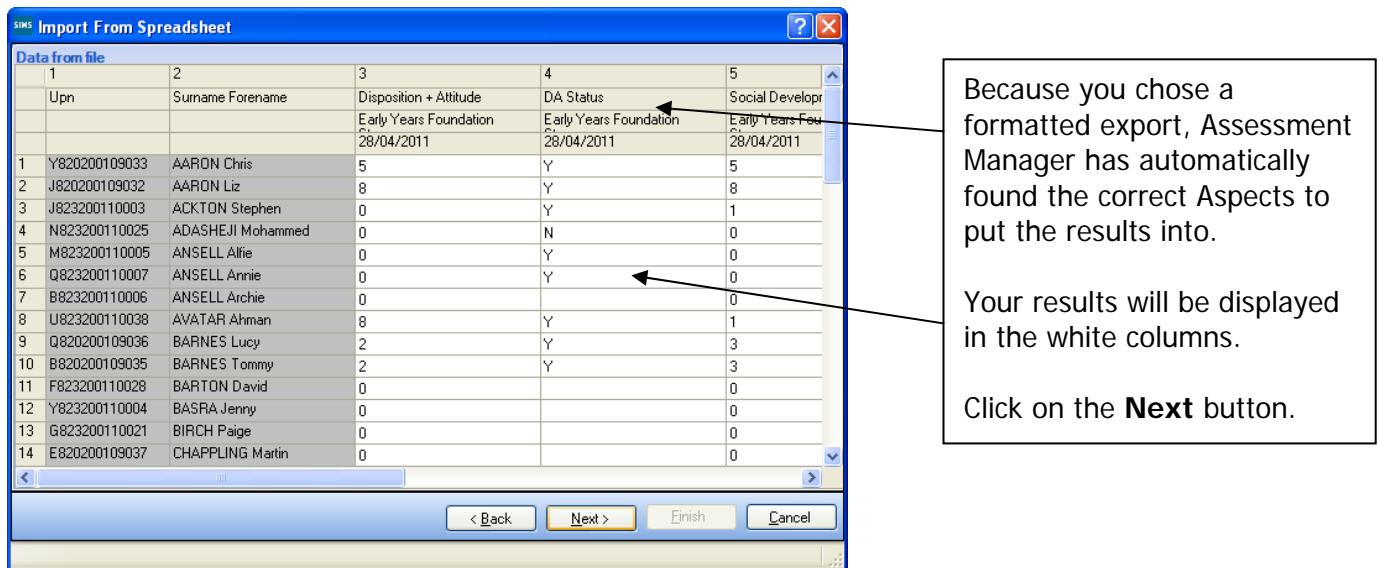 SIMS Import From Spreadsheet
Data from file
1 2 3 4 5
Upn Surname Forename Disposition + Attitude DA Status Social Developr
Early Years Foundation Early Years Foundation Early Years Fou
28/04/2011 28/04/2011 28/04/2011
1 Y820200109033 AARON Chris 5 Y 5
2 J820200109032 AARON Liz 8 Y 8
3 J823200110003 ACKTON Stephen 0 Y 1
4 N823200110025 ADASHEJI Mohammed 0 N 0
5 M823200110005 ANSELL Alfie 0 Y 0
6 Q823200110007 ANSELL Annie 0 Y 0
7 B823200110006 ANSELL Archie 0 0
8 U823200110038 AVATAR Ahman 8 Y 1
9 Q820200109036 BARNES Lucy 2 Y 3
10 B820200109035 BARNES Tommy 2 Y 3
11 F823200110028 BARTON David 0 0
12 Y823200110004 BASRA Jenny 0 0
13 G823200110021 BIRCH Paige 0 0
14 E820200109037 CHAPPLING Martin 0 0
< Back Next > Finish Cancel
Because you chose a
formatted export, Assessment
Manager has automatically
found the correct Aspects to
put the results into.
Your results will be displayed
in the white columns.
Click on the Next button.